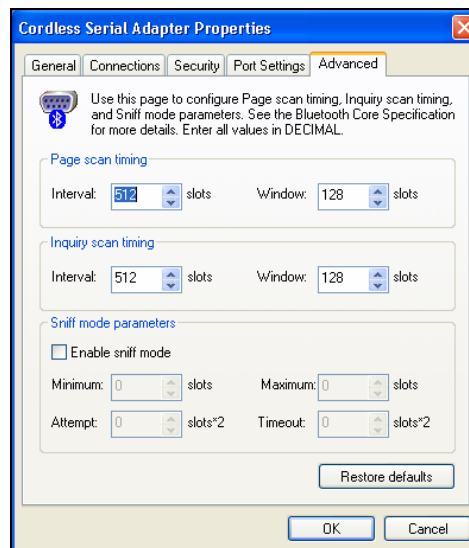 Cordless Serial Adapter Properties
General Connections Security Port Settings Advanced
Use this page to configure Page scan timing, Inquiry scan timing,
and Sniff mode parameters. See the Bluetooth Core Specification
for more details. Enter all values in DECIMAL.
Page scan timing
Interval: 512 slots Window: 128 slots
Inquiry scan timing
Interval: 512 slots Window: 128 slots
Sniff mode parameters
Enable sniff mode
Minimum: 0 slots Maximum: 0 slots
Attempt: 0 slots*2 Timeout: 0 slots*2
Restore defaults
OK Cancel